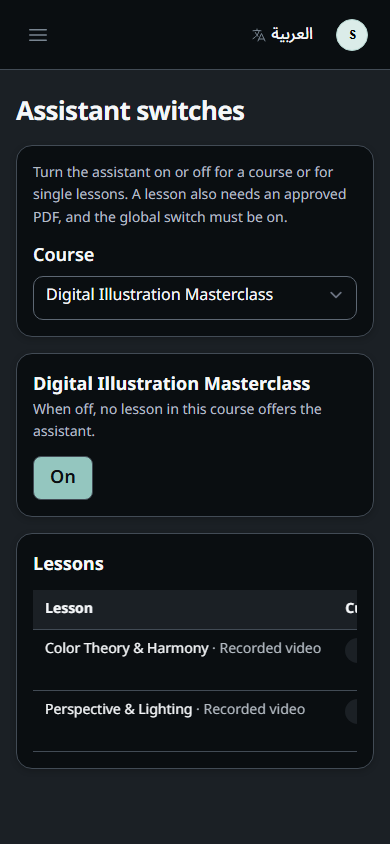 العربية
S
Assistant switches
Turn the assistant on or off for a course or for
single lessons. A lesson also needs an approved
PDF, and the global switch must be on.
Course
Digital Illustration Masterclass
Digital Illustration Masterclass
When off, no lesson in this course offers the
assistant.
On
Lessons
Lesson
Color Theory & Harmony · Recorded video
Perspective & Lighting · Recorded video